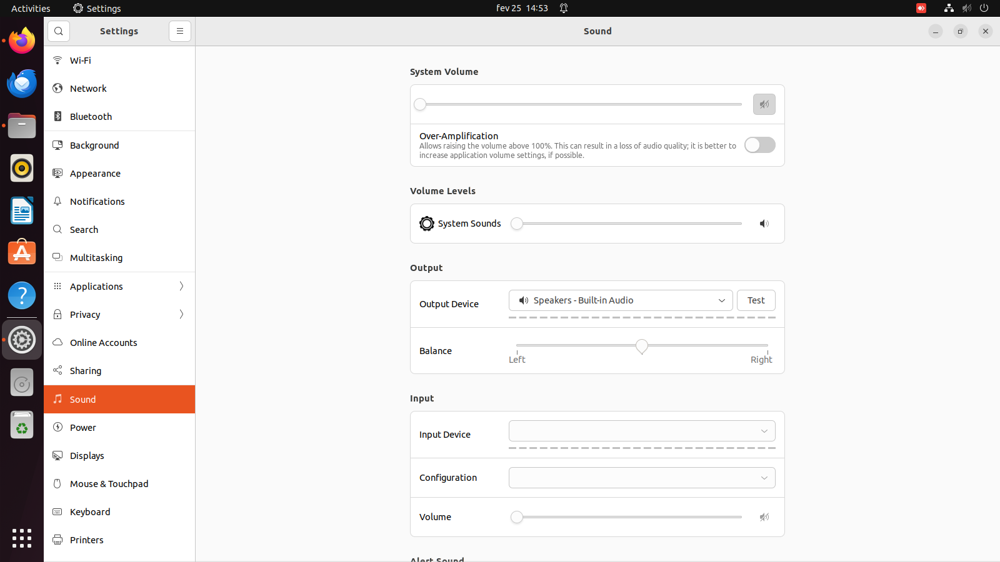 Activities
Settings
fev 25 14:53
Settings
Sound
Wi-Fi
Network
Bluetooth
Background
Appearance
Notifications
Search
Multitasking
Applications
Privacy
Online Accounts
Sharing
Sound
Power
Displays
Mouse & Touchpad
Keyboard
Printers
System Volume
Over-Amplification
Allows raising the volume above 100%. This can result in a loss of audio quality; it is better to
increase application volume settings, if possible.
Volume Levels
System Sounds
Output
Output Device
Speakers - Built-in Audio
Test
Balance
Left
Right
Input
Input Device
Configuration
Volume
Alert Sound